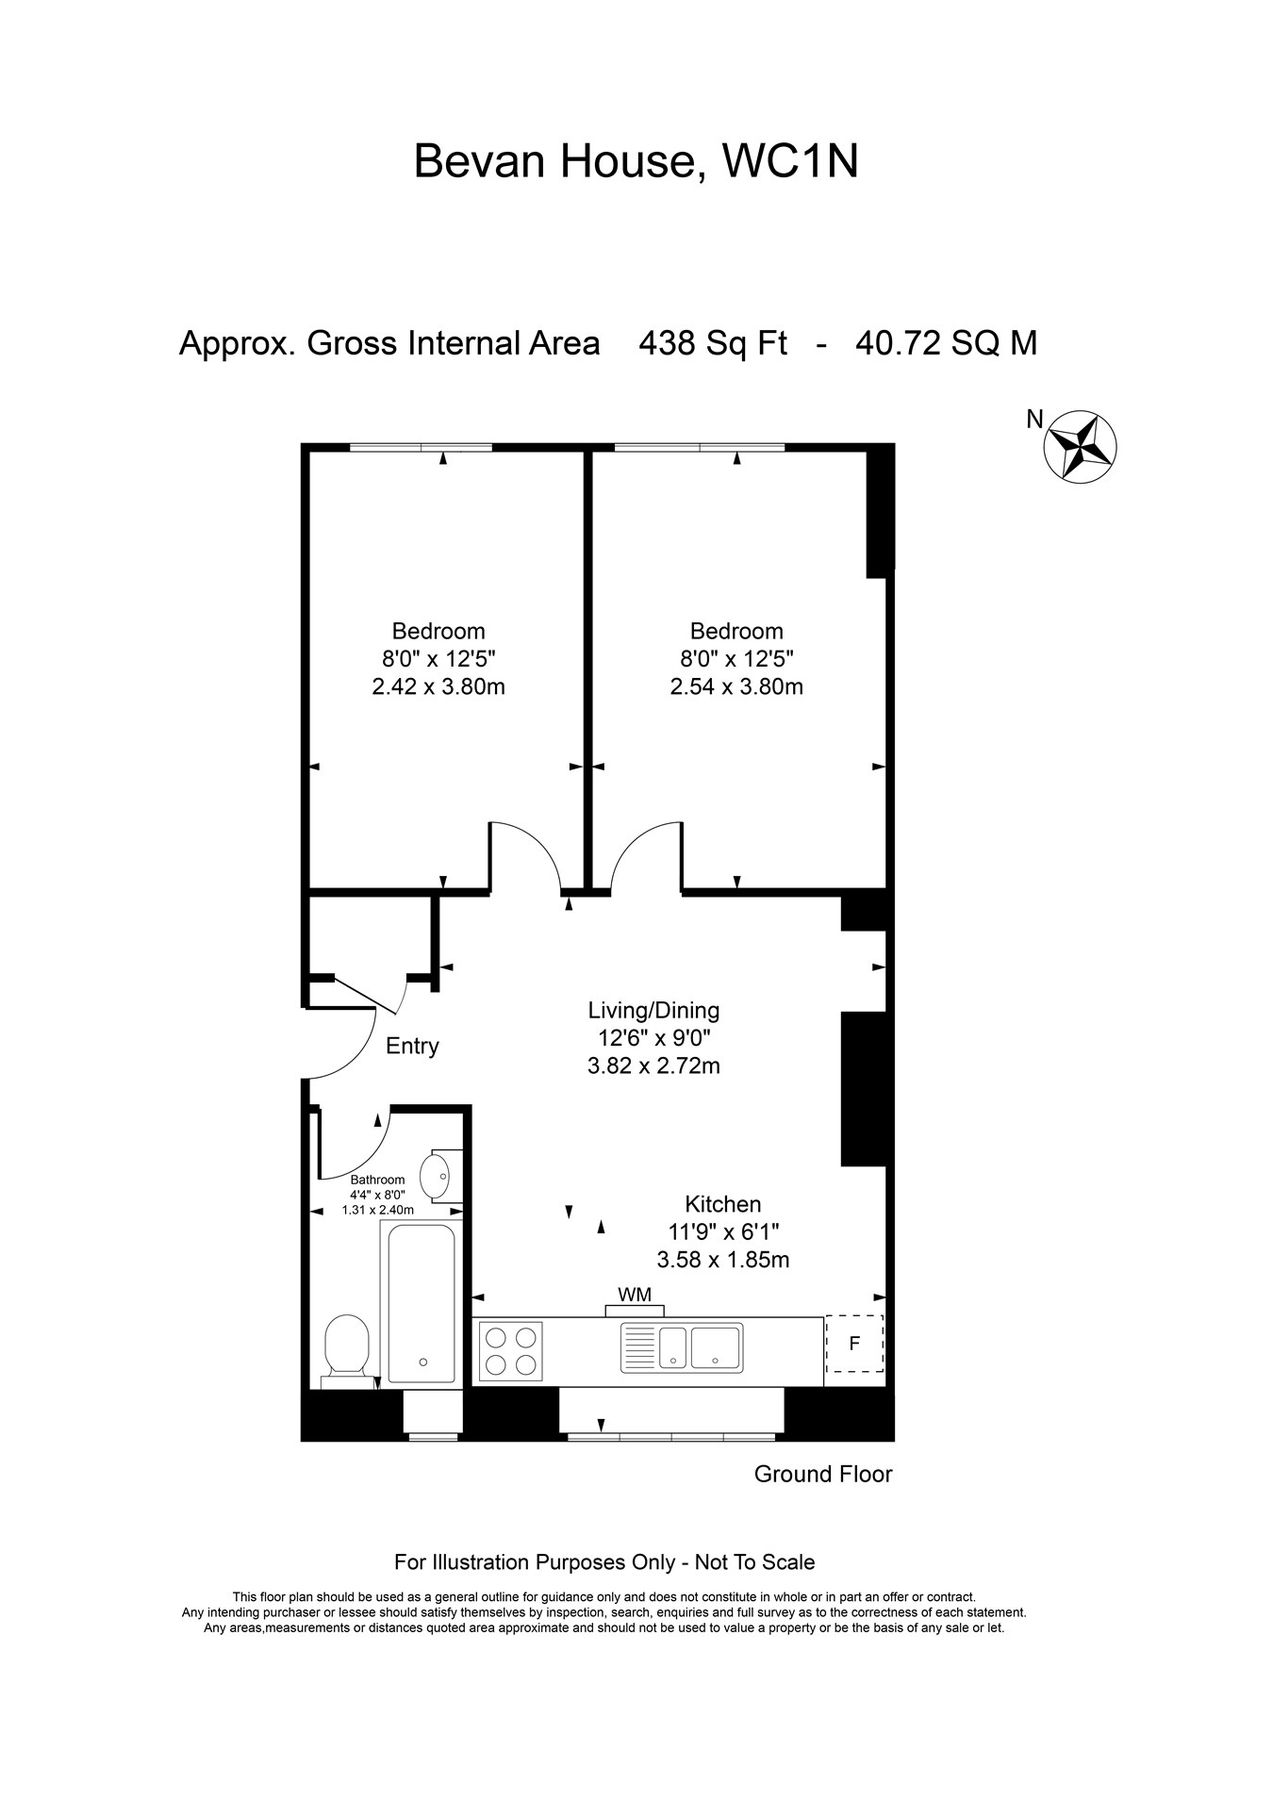 Bevan House, WC1N
Approx. Gross Internal Area 438 Sq Ft - 40.72 SQ M
N
Bedroom
8'0" x 12'5"
2.42 x 3.80m
Bedroom
8'0" x 12'5"
2.54 x 3.80m
Living/Dining
12'6" x 9'0"
3.82 x 2.72m
Entry
Bathroom
4'4" x 8'0"
1.31 x 2.40m
Kitchen
11'9" x 6'1"
3.58 x 1.85m
WM
F
Ground Floor
For Illustration Purposes Only - Not To Scale
This floor plan should be used as a general outline for guidance only and does not constitute in whole or in part an offer or contract.
Any intending purchaser or lessee should satisfy themselves by inspection, search, enquiries and full survey as to the correctness of each statement.
Any areas,measurements or distances quoted area approximate and should not be used to value a property or be the basis of any sale or let.